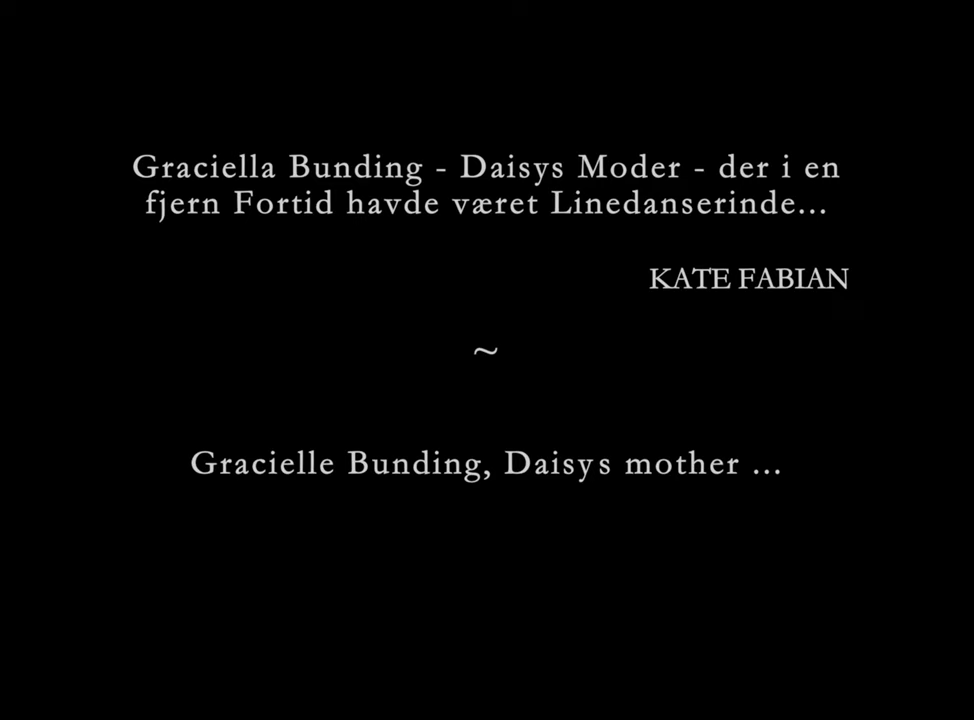 Graciella Bunding - Daisys Moder - der i en
fjern Fortid havde været Linedanserinde...
KATE FABIAN
~
Gracielle Bunding, Daisys mother ...